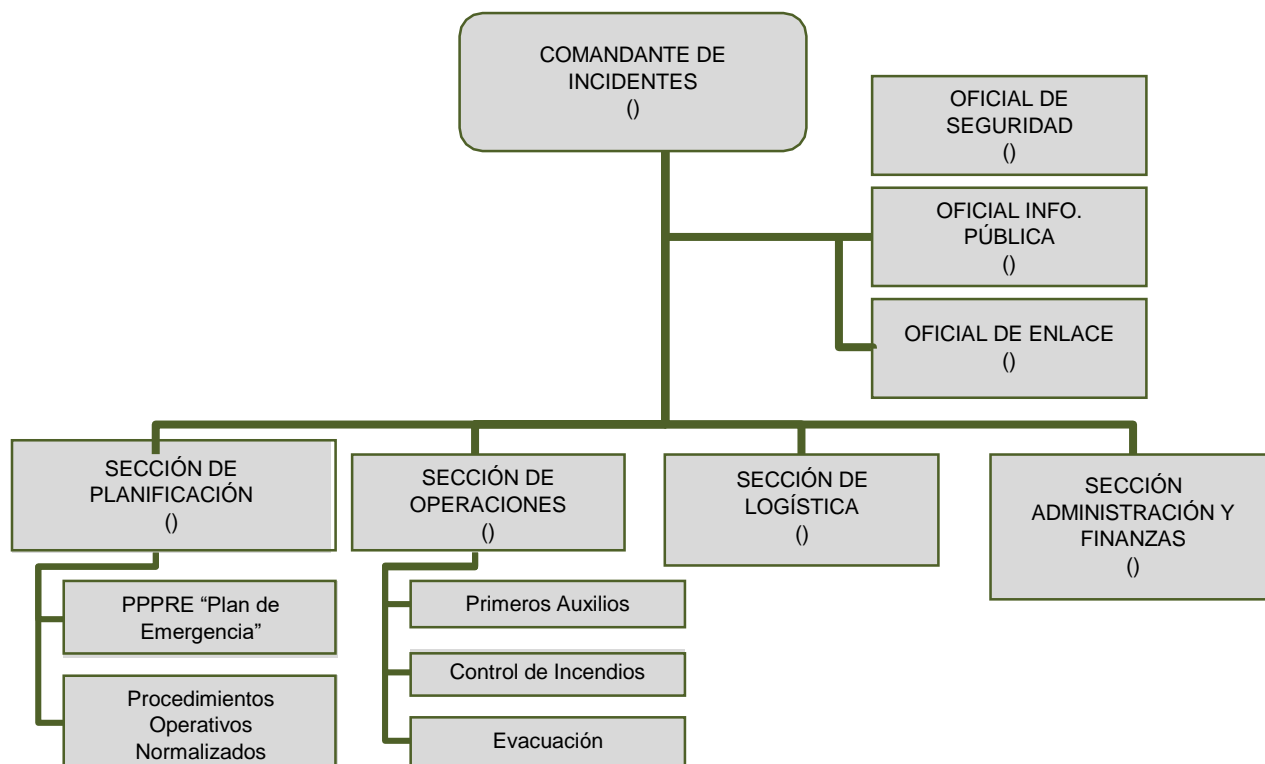 COMANDANTE DE
INCIDENTES
()
OFICIAL DE
SEGURIDAD
()
OFICIAL INFO.
PÚBLICA
()
OFICIAL DE ENLACE
()
SECCIÓN DE
PLANIFICACIÓN
()
SECCIÓN DE
OPERACIONES
()
SECCIÓN DE
LOGÍSTICA
()
SECCIÓN
ADMINISTRACIÓN Y
FINANZAS
()
PPPRE “Plan de
Emergencia”
Procedimientos
Operativos
Normalizados
Primeros Auxilios
Control de Incendios
Evacuación